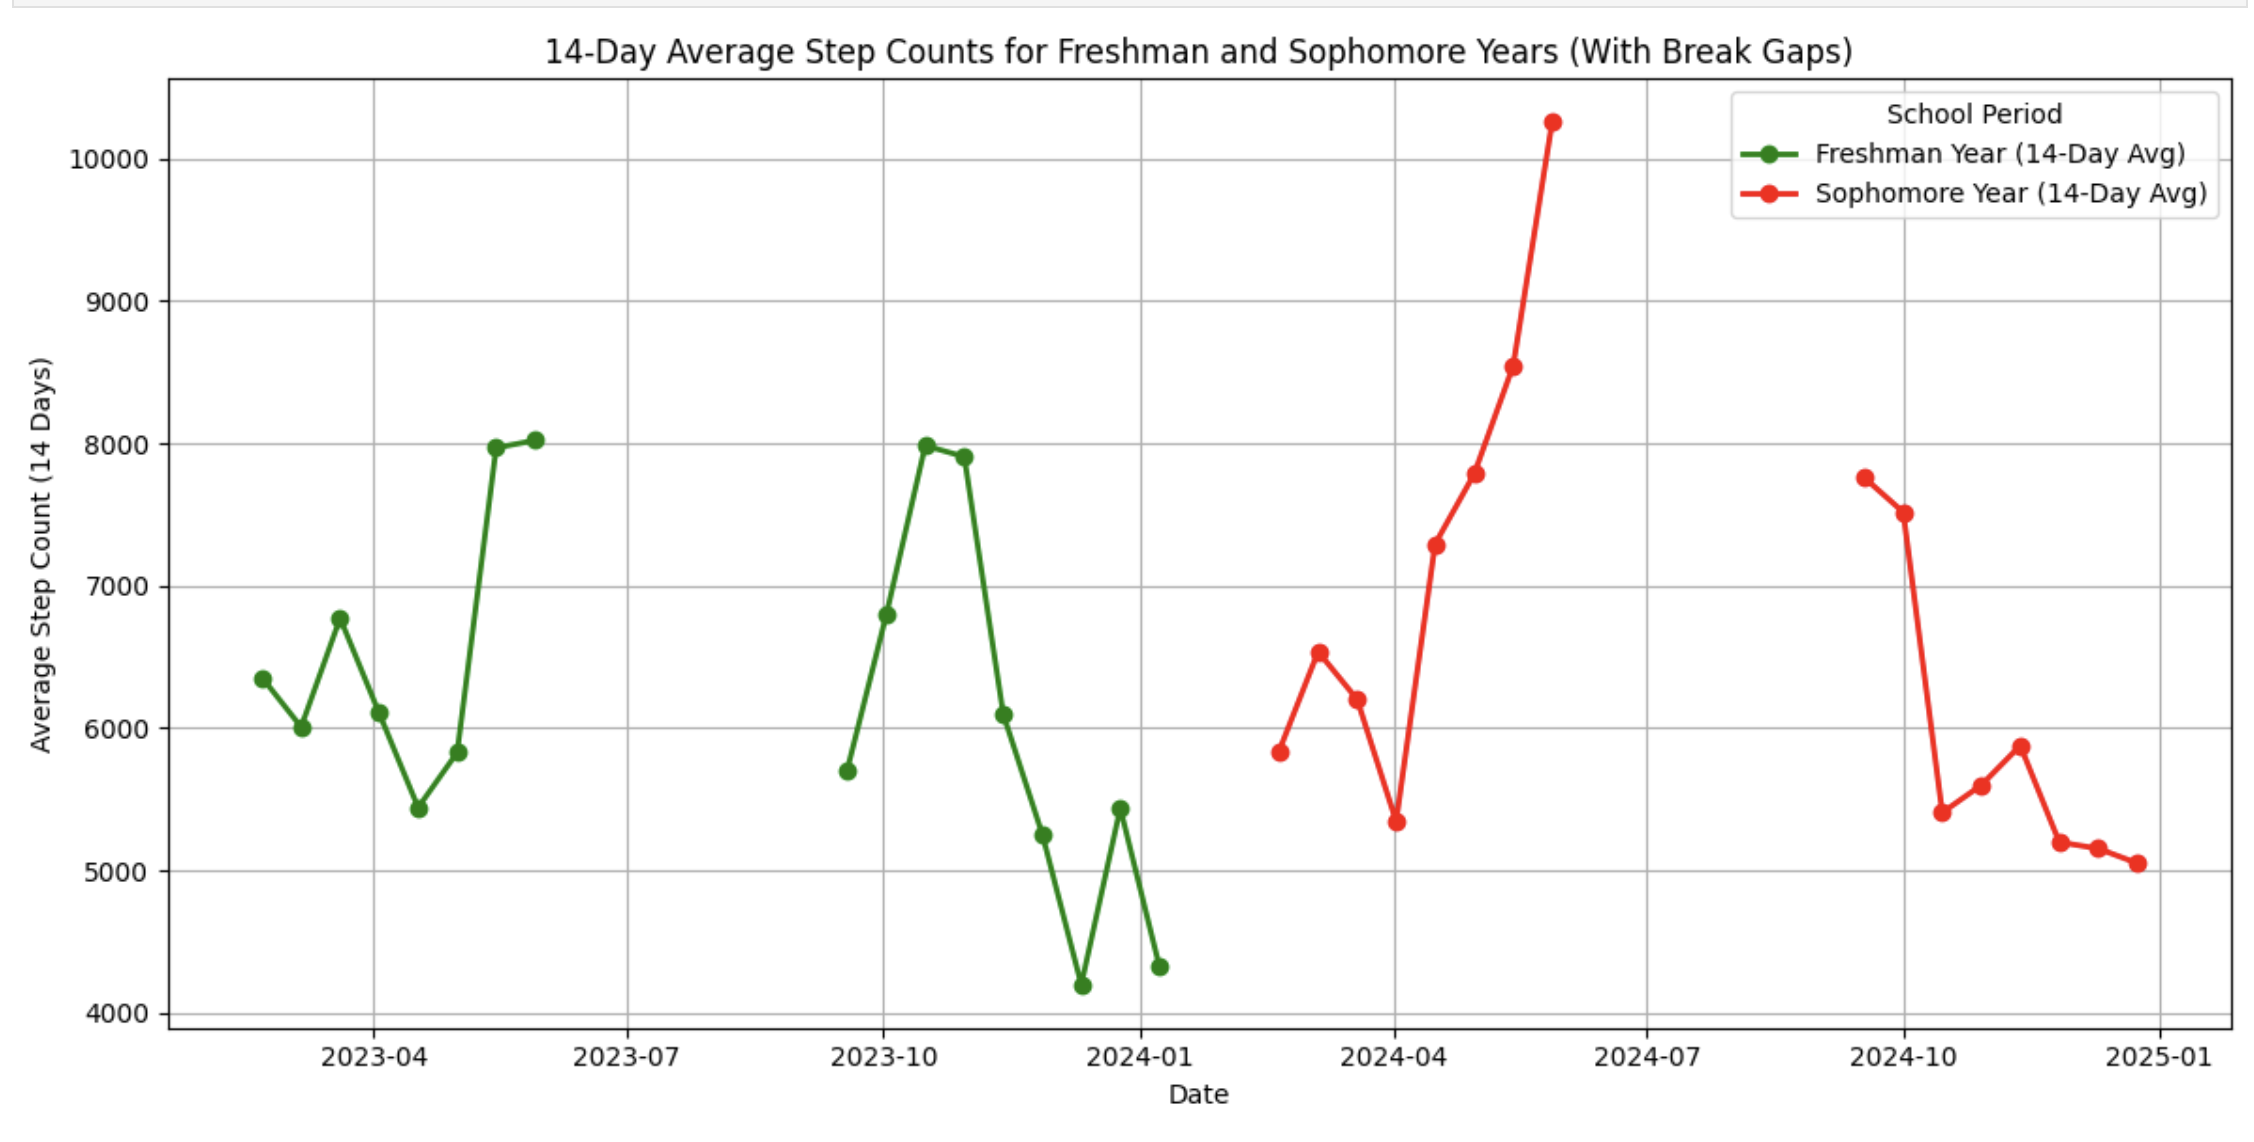 14-Day Average Step Counts for Freshman and Sophomore Years (With Break Gaps)
School Period
Freshman Year (14-Day Avg)
Sophomore Year (14-Day Avg)
Average Step Count (14 Days)
10000
9000
8000
7000
6000
5000
4000
2023-04
2023-07
2023-10
2024-01
2024-04
2024-07
2024-10
2025-01
Date